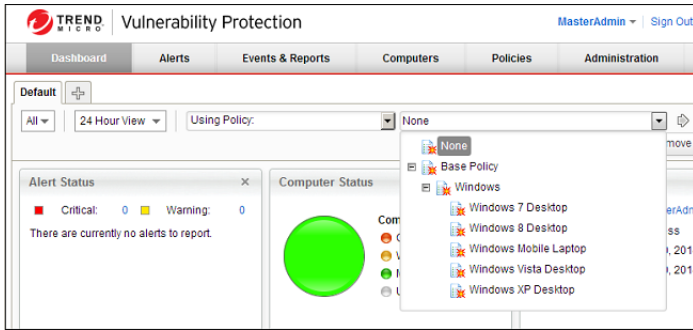 TREND MICRO Vulnerability Protection MasterAdmin Sign Out
Dashboard Alerts Events & Reports Computers Policies Administration
Default
All 24 Hour View Using Policy: None
None
Base Policy
Windows
Windows 7 Desktop
Windows 8 Desktop
Windows Mobile Laptop
Windows Vista Desktop
Windows XP Desktop
Alert Status Computer Status
Critical: 0 Warning: 0
There are currently no alerts to report.